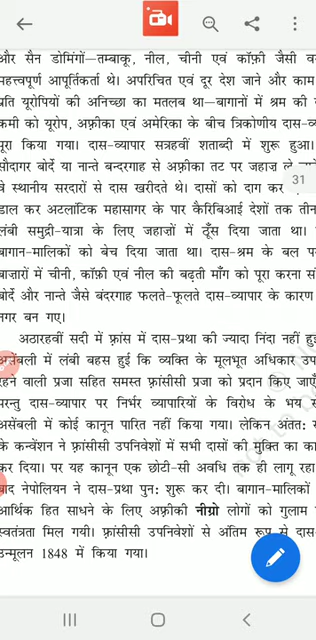 और सैन डोमिंगों—तम्बाकू, नील, चीनी एवं कॉफ़ी जैसी व
महत्त्वपूर्ण आपूर्तिकर्ता थे। अपरिचित एवं दूर देश जाने और काम
प्रति यूरोपियों की अनिच्छा का मतलब था—बागानों में श्रम की
कमी को यूरोप, अफ़्रीका एवं अमेरिका के बीच त्रिकोणीय दास-व्य
पूरा किया गया। दास-व्यापार सत्रहवीं शताब्दी में शुरू हुआ।
सौदागर बोर्दे या नान्ते बन्दरगाह से अफ़्रीका तट पर जहाज़ ले
वे स्थानीय सरदारों से दास खरीदते थे। दासों को दाग कर
31
डाल कर अटलांटिक महासागर के पार कैरिबिआई देशों तक तीन
लंबी समुद्री-यात्रा के लिए जहाज़ों में ठूँस दिया जाता था।
बागान-मालिकों को बेच दिया जाता था। दास-श्रम के बल प
बाज़ारों में चीनी, कॉफ़ी एवं नील की बढ़ती माँग को पूरा करना सं
बोर्दे और नान्ते जैसे बंदरगाह फलते-फूलते दास-व्यापार के कारण
नगर बन गए।
अठारहवीं सदी में फ़्रांस में दास-प्रथा की ज़्यादा निंदा नहीं हु
असेंबली में लंबी बहस हुई कि व्यक्ति के मूलभूत अधिकार उप
रहने वाली प्रजा सहित समस्त फ़्रांसीसी प्रजा को प्रदान किए जाएँ
परन्तु दास-व्यापार पर निर्भर व्यापारियों के विरोध के भय से
असेंबली में कोई कानून पारित नहीं किया गया। लेकिन अंतत:
के कन्वेंशन ने फ़्रांसीसी उपनिवेशों में सभी दासों की मुक्ति का का
कर दिया। पर यह कानून एक छोटी-सी अवधि तक ही लागू रहा
बाद नेपोलियन ने दास-प्रथा पुन: शुरू कर दी। बागान-मालिकों
आर्थिक हित साधने के लिए अफ़्रीकी नीग्रो लोगों को गुलाम
स्वतंत्रता मिल गयी। फ़्रांसीसी उपनिवेशों से अंतिम रूप से दास-
उन्मूलन 1848 में किया गया।